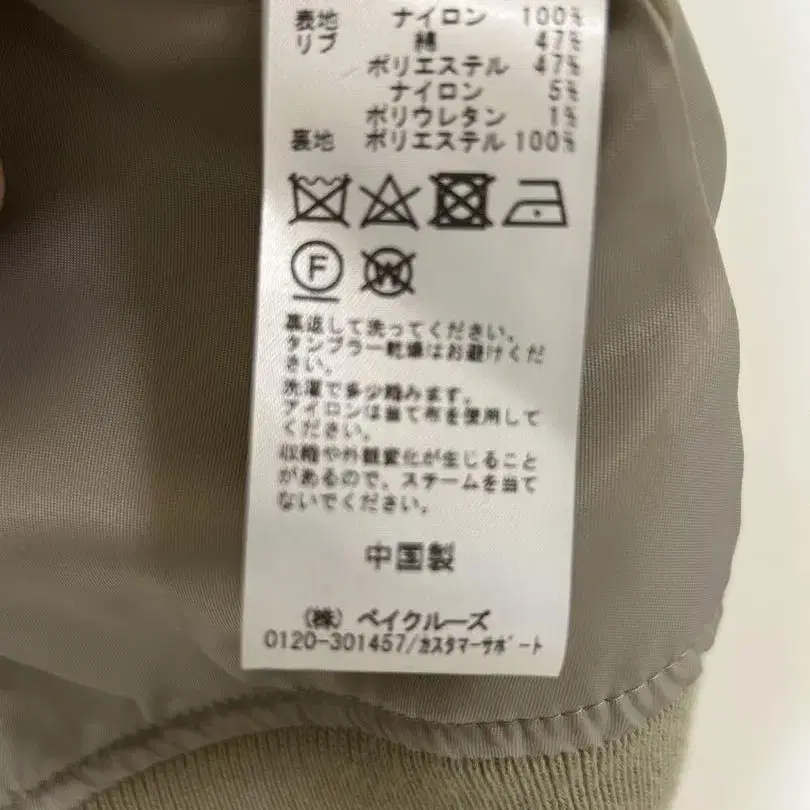 表地 ナイロン 100%
リブ 綿 47%
ポリエステル 47%
ナイロン 5%
ポリウレタン 1%
裏地 ポリエステル 100%
F W
裏返して洗ってください。
タンブラー乾燥はお避けくだ
さい。
洗濯で多少縮みます。
アイロンは当て布を使用して
ください。
収縮や外観変化が生じること
があるので、スチームを当て
ないでください。
中国製
(株) ベイクルーズ
0120-301457/カスタマーサポート